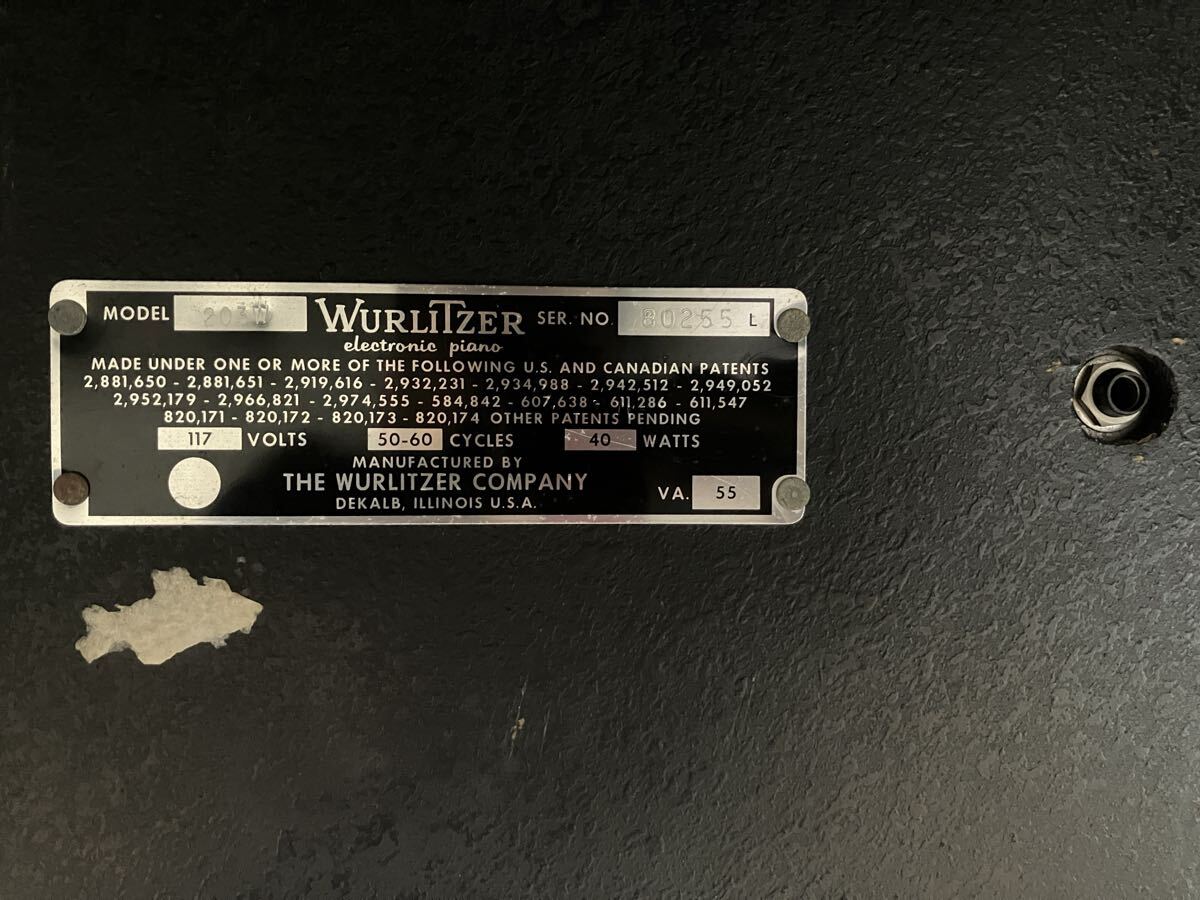 MODEL 203W WURLITZER SER. NO. 80255 L
electronic piano
MADE UNDER ONE OR MORE OF THE FOLLOWING U.S. AND CANADIAN PATENTS
2,881,650 - 2,881,651 - 2,919,616 - 2,932,231 - 2,934,988 - 2,942,512 - 2,949,052
2,952,179 - 2,966,821 - 2,974,555 - 584,842 - 607,638 - 611,286 - 611,547
820,171 - 820,172 - 820,173 - 820,174 OTHER PATENTS PENDING
117 VOLTS 50-60 CYCLES 40 WATTS
MANUFACTURED BY
THE WURLITZER COMPANY
DEKALB, ILLINOIS U.S.A. VA. 55